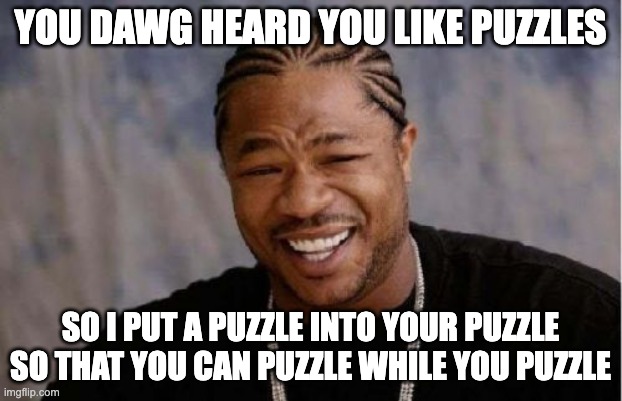 YOU DAWG HEARD YOU LIKE PUZZLES
SO I PUT A PUZZLE INTO YOUR PUZZLE
SO THAT YOU CAN PUZZLE WHILE YOU PUZZLE
imgflip.com